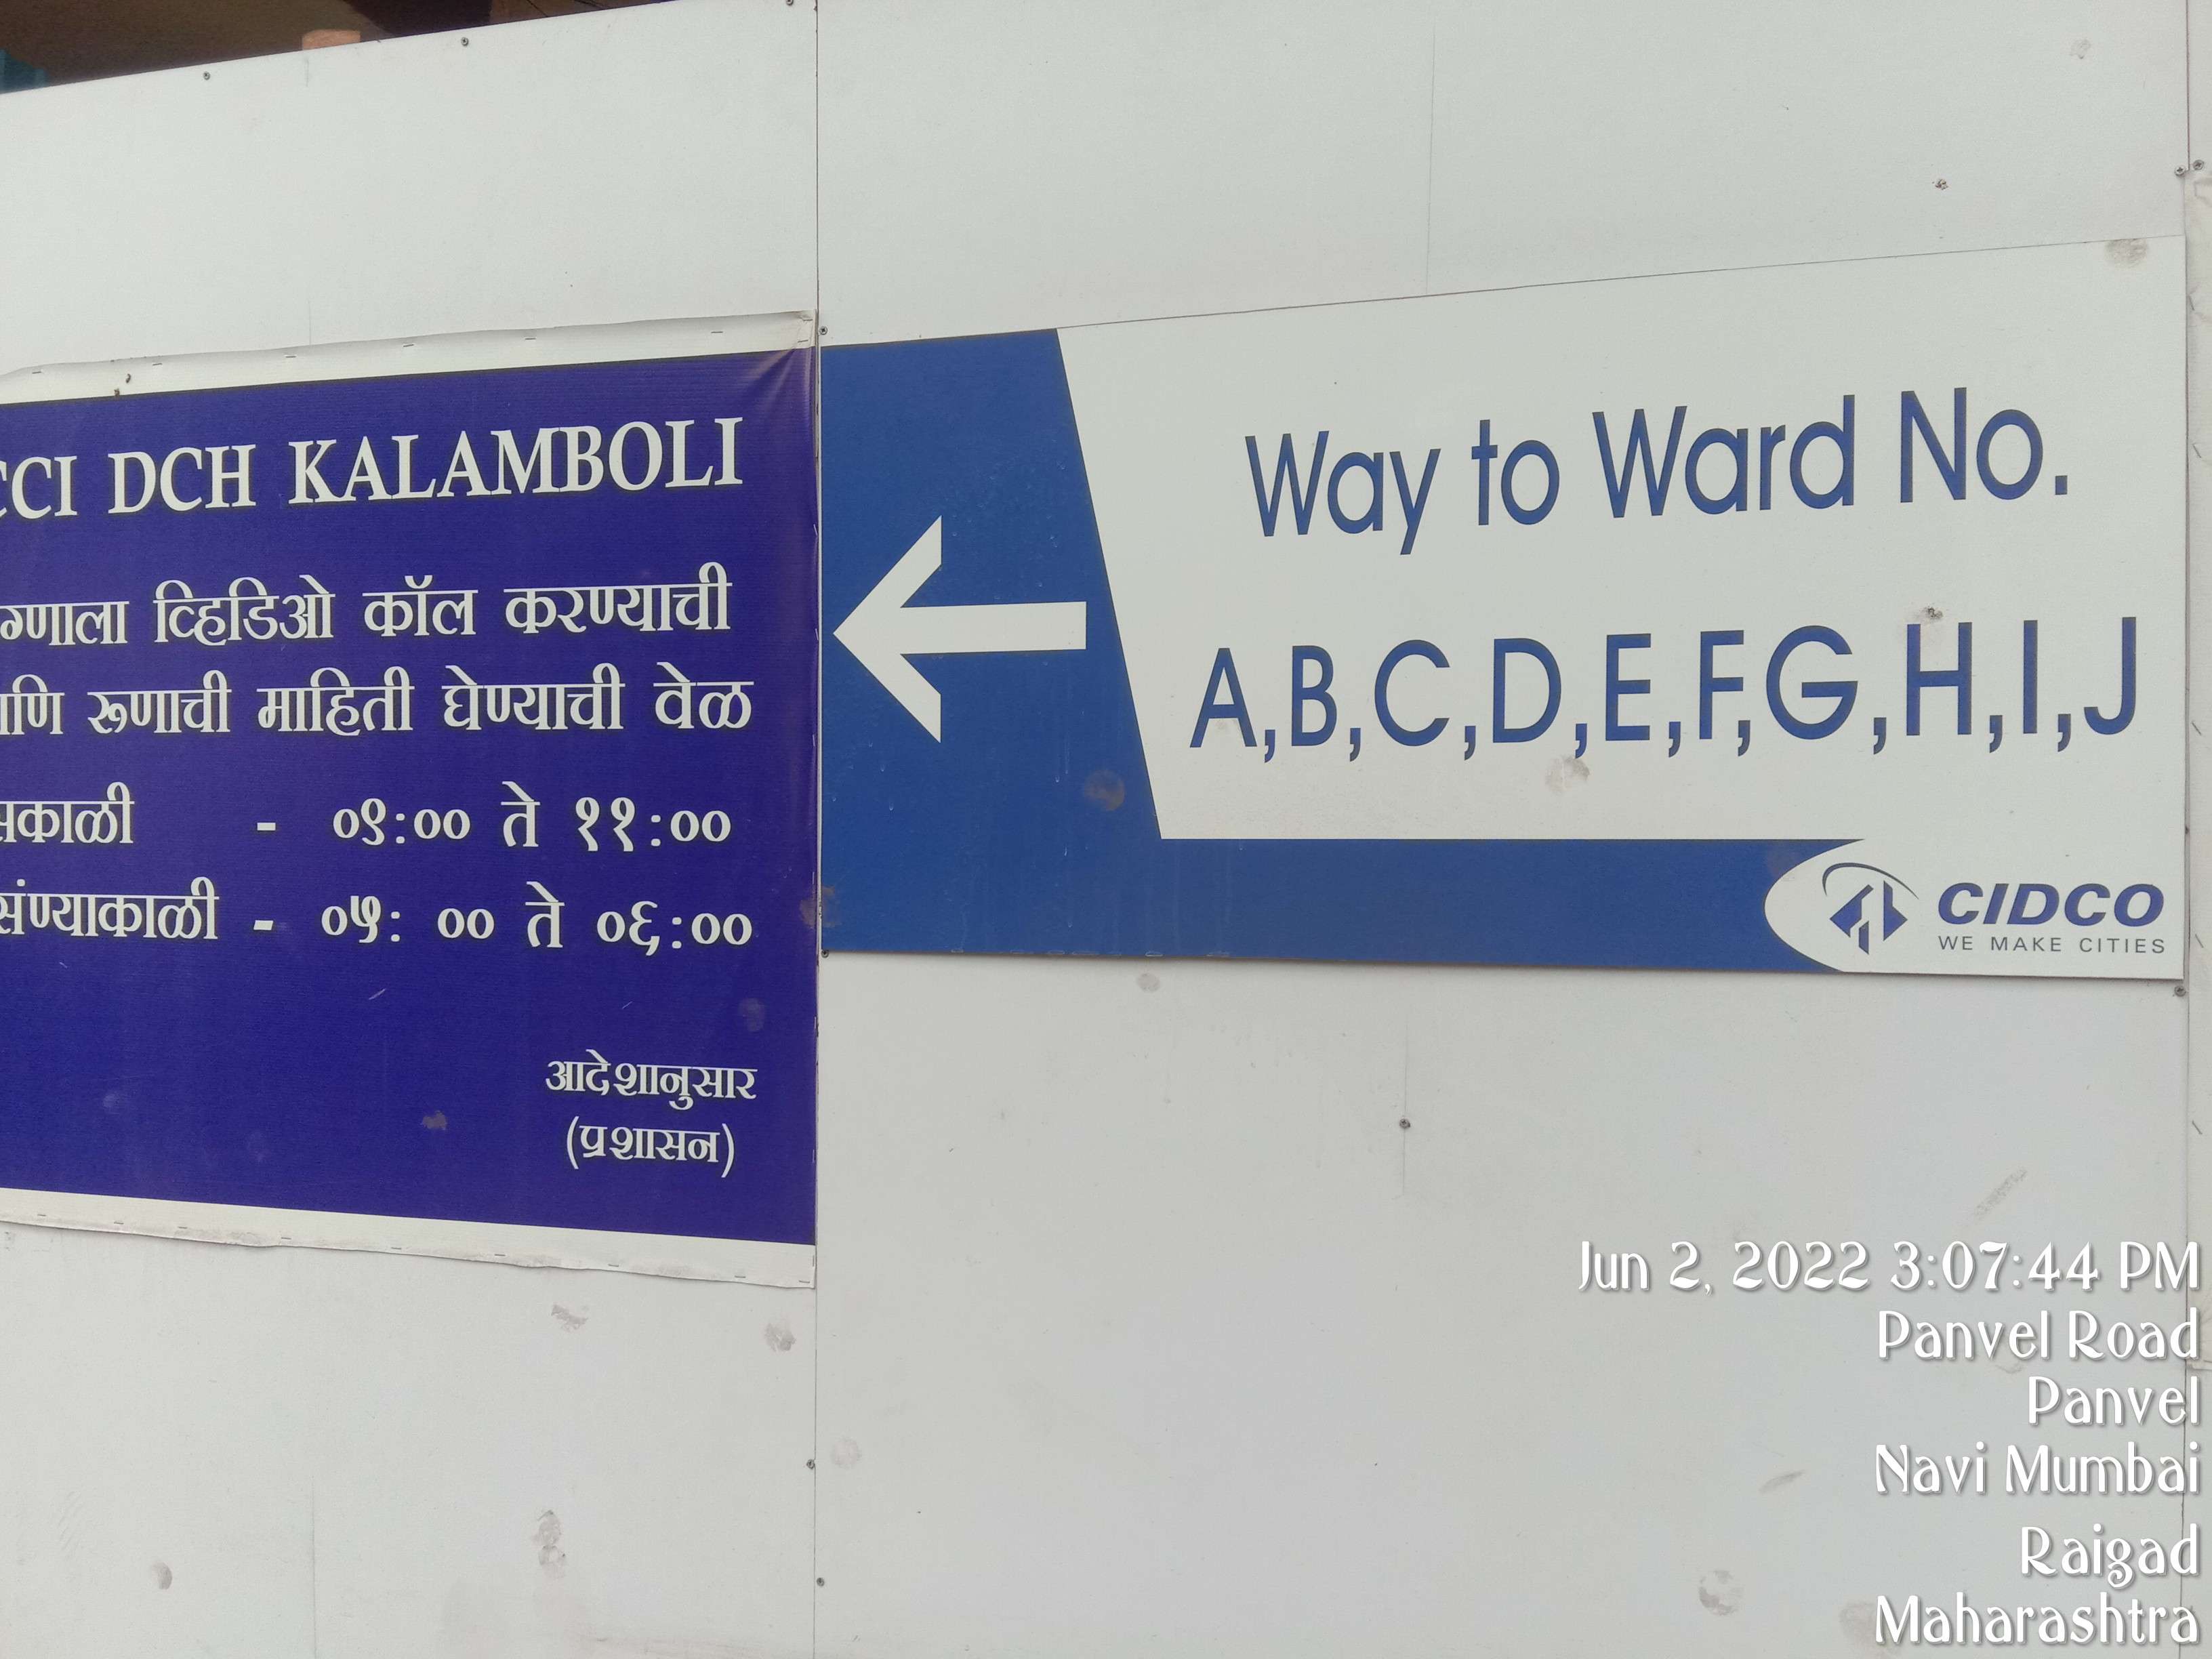 CCI DCH KALAMBOLI
व्हिडिओ कॉल करण्याची
रूणाची माहिती घेण्याची वेळ
सकाळी - ०९:०० ते ११:००
संण्याकाळी - ०५: ०० ते ०६:००
आदेशानुसार
(प्रशासन)
Way to Ward No.
A,B,C,D,E,F,G,H,I,J
CIDCO
WE MAKE CITIES
Jun 2, 2022 3:07:44 PM
Panvel Road
Panvel
Navi Mumbai
Raigad
Maharashtra